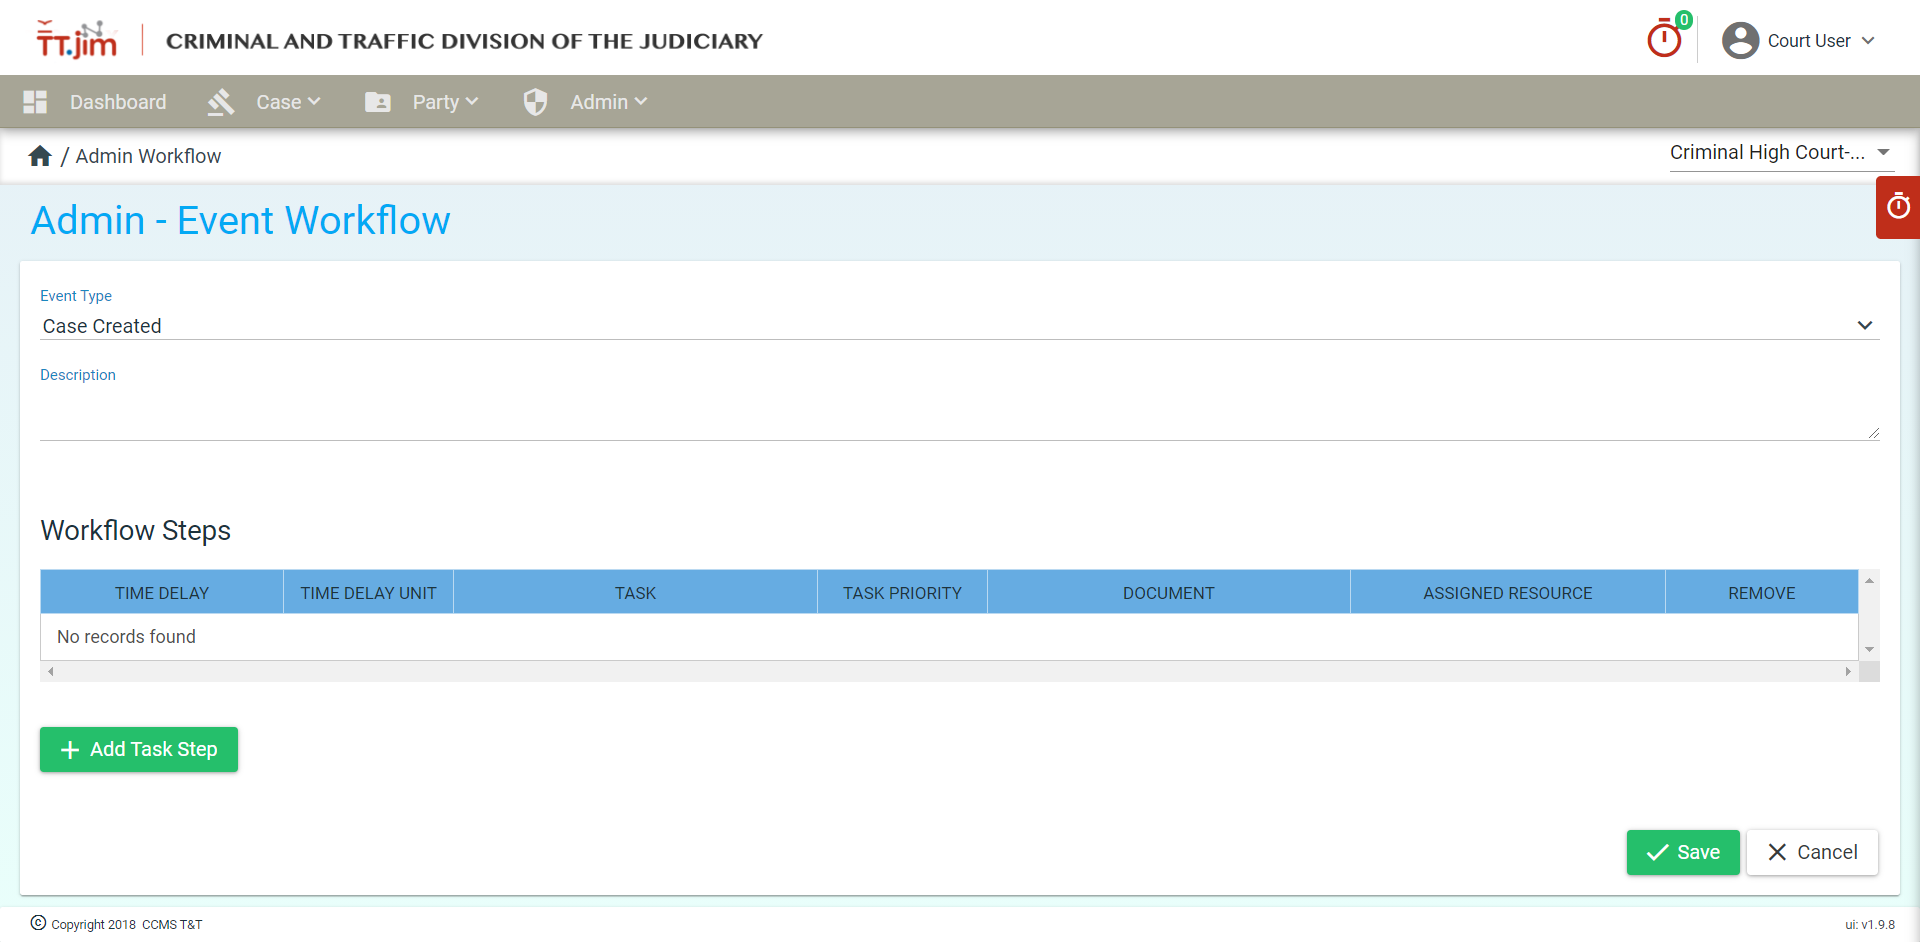 TT.jim
CRIMINAL AND TRAFFIC DIVISION OF THE JUDICIARY
0
Court User
Dashboard
Case
Party
Admin
/ Admin Workflow
Criminal High Court-...
Admin - Event Workflow
Event Type
Case Created
Description
Workflow Steps
TIME DELAY TIME DELAY UNIT TASK TASK PRIORITY DOCUMENT ASSIGNED RESOURCE REMOVE
No records found
Add Task Step
Save
Cancel
© Copyright 2018 CCMS T&T
ui: v1.9.8